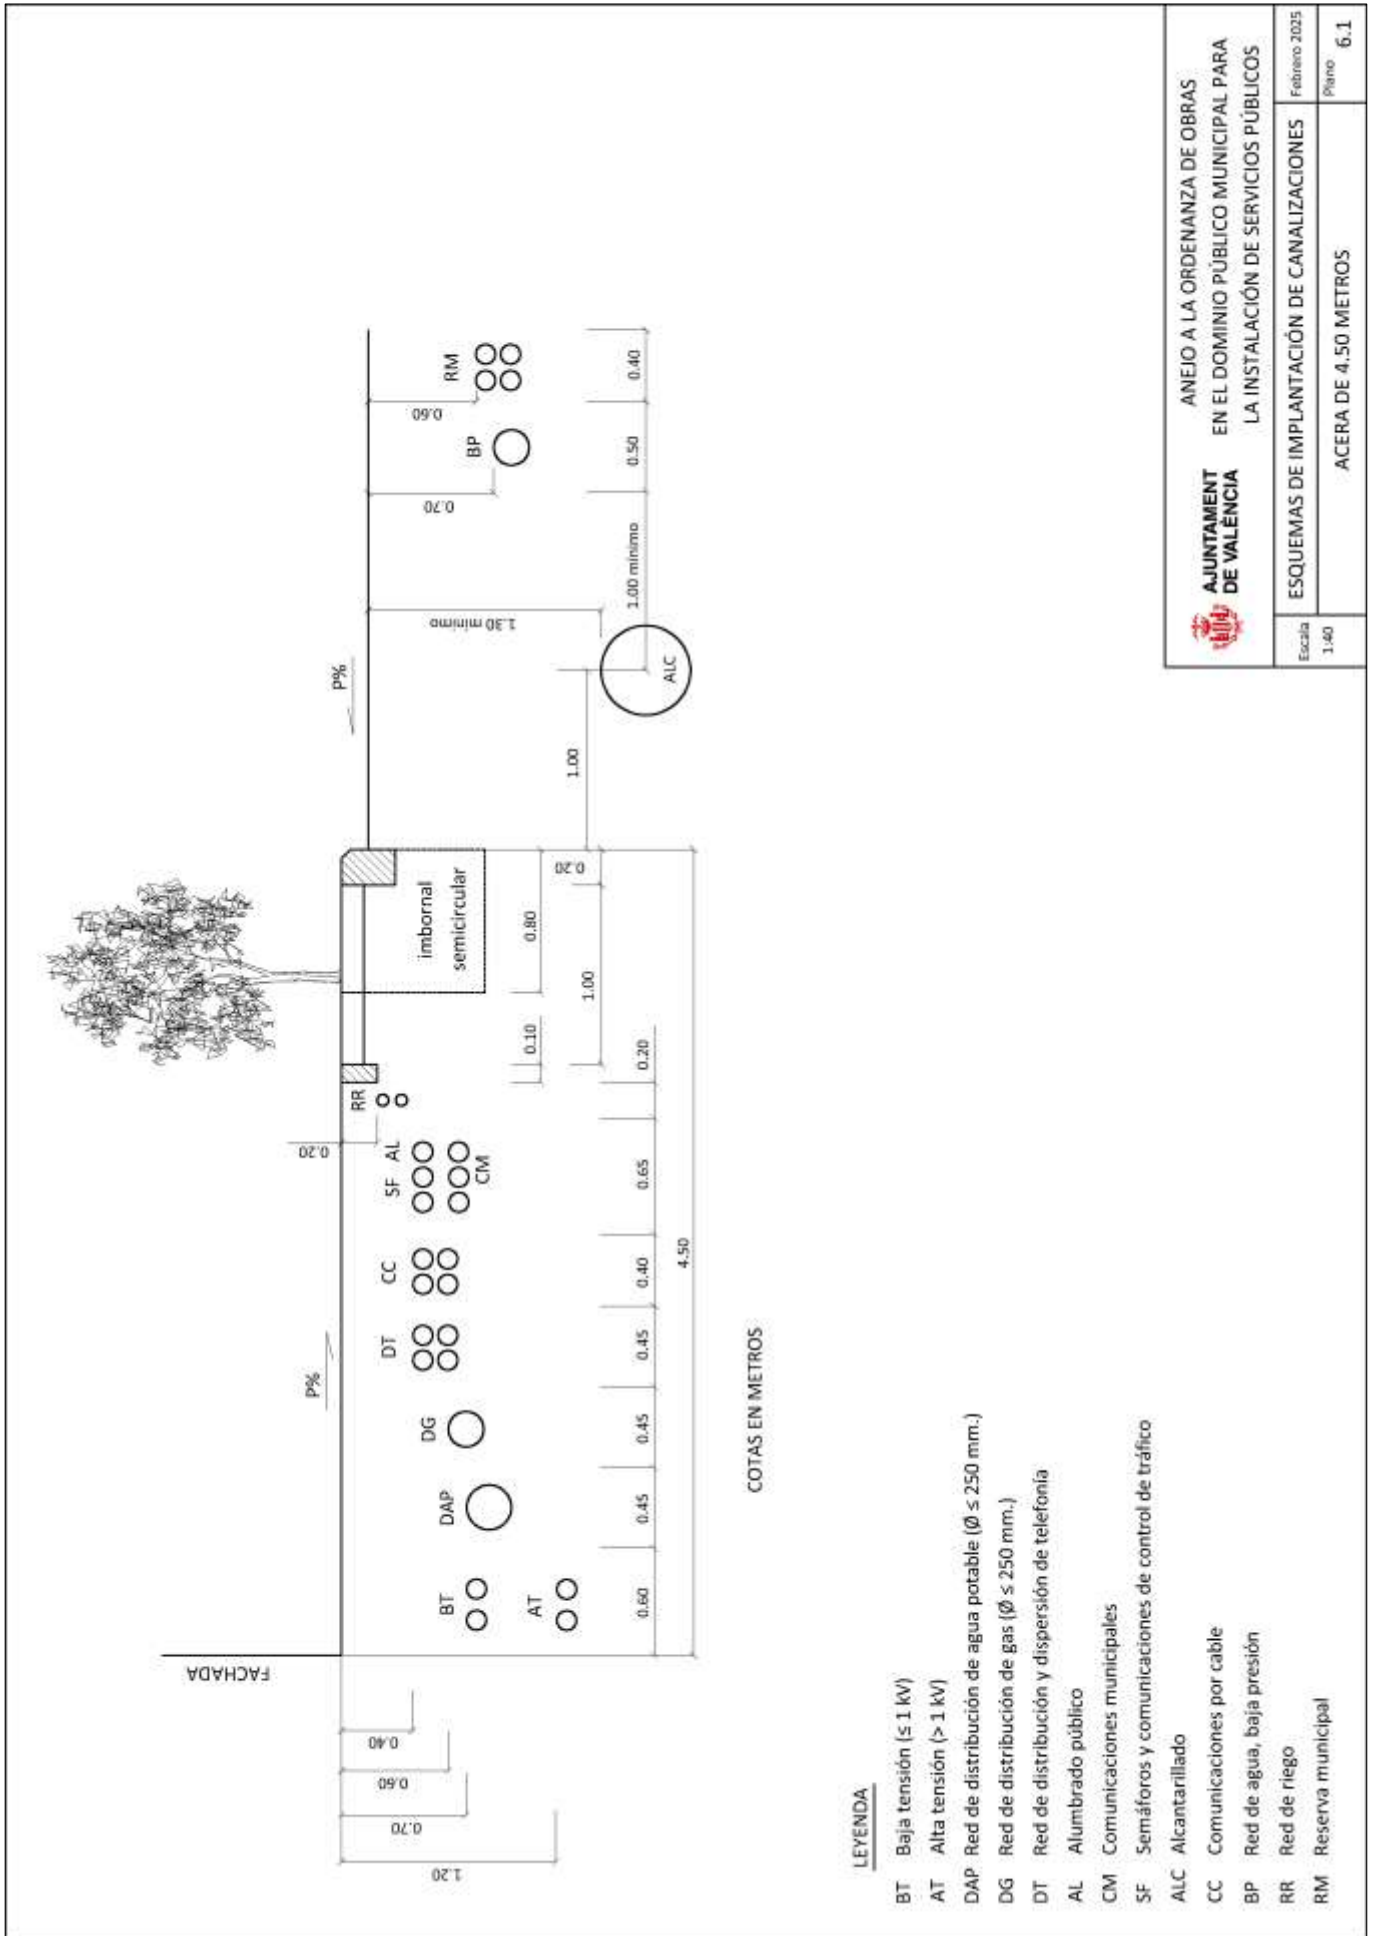 FACHADA
P%
P%
BT
AT
DAP
DG
DT
CC
SF AL
CM
RR
imbornal
semicircular
ALC
BP
RM
0.40
0.60
0.70
1.20
0.20
1.30 mínimo
0.70
0.60
0.10
0.80
0.20
1.00
1.00
1.00 mínimo
0.50
0.40
0.60
0.45
0.45
0.45
0.40
0.65
0.20
4.50
COTAS EN METROS
LEYENDA
BT Baja tensión (≤ 1 kV)
AT Alta tensión (> 1 kV)
DAP Red de distribución de agua potable (Ø ≤ 250 mm.)
DG Red de distribución de gas (Ø ≤ 250 mm.)
DT Red de distribución y dispersión de telefonía
AL Alumbrado público
CM Comunicaciones municipales
SF Semáforos y comunicaciones de control de tráfico
ALC Alcantarillado
CC Comunicaciones por cable
BP Red de agua, baja presión
RR Red de riego
RM Reserva municipal
AJUNTAMENT
DE VALÈNCIA
ANEJO A LA ORDENANZA DE OBRAS
EN EL DOMINIO PÚBLICO MUNICIPAL PARA
LA INSTALACIÓN DE SERVICIOS PÚBLICOS
Escala
1:40
ESQUEMAS DE IMPLANTACIÓN DE CANALIZACIONES
Febrero 2025
ACERA DE 4.50 METROS
Plano 6.1